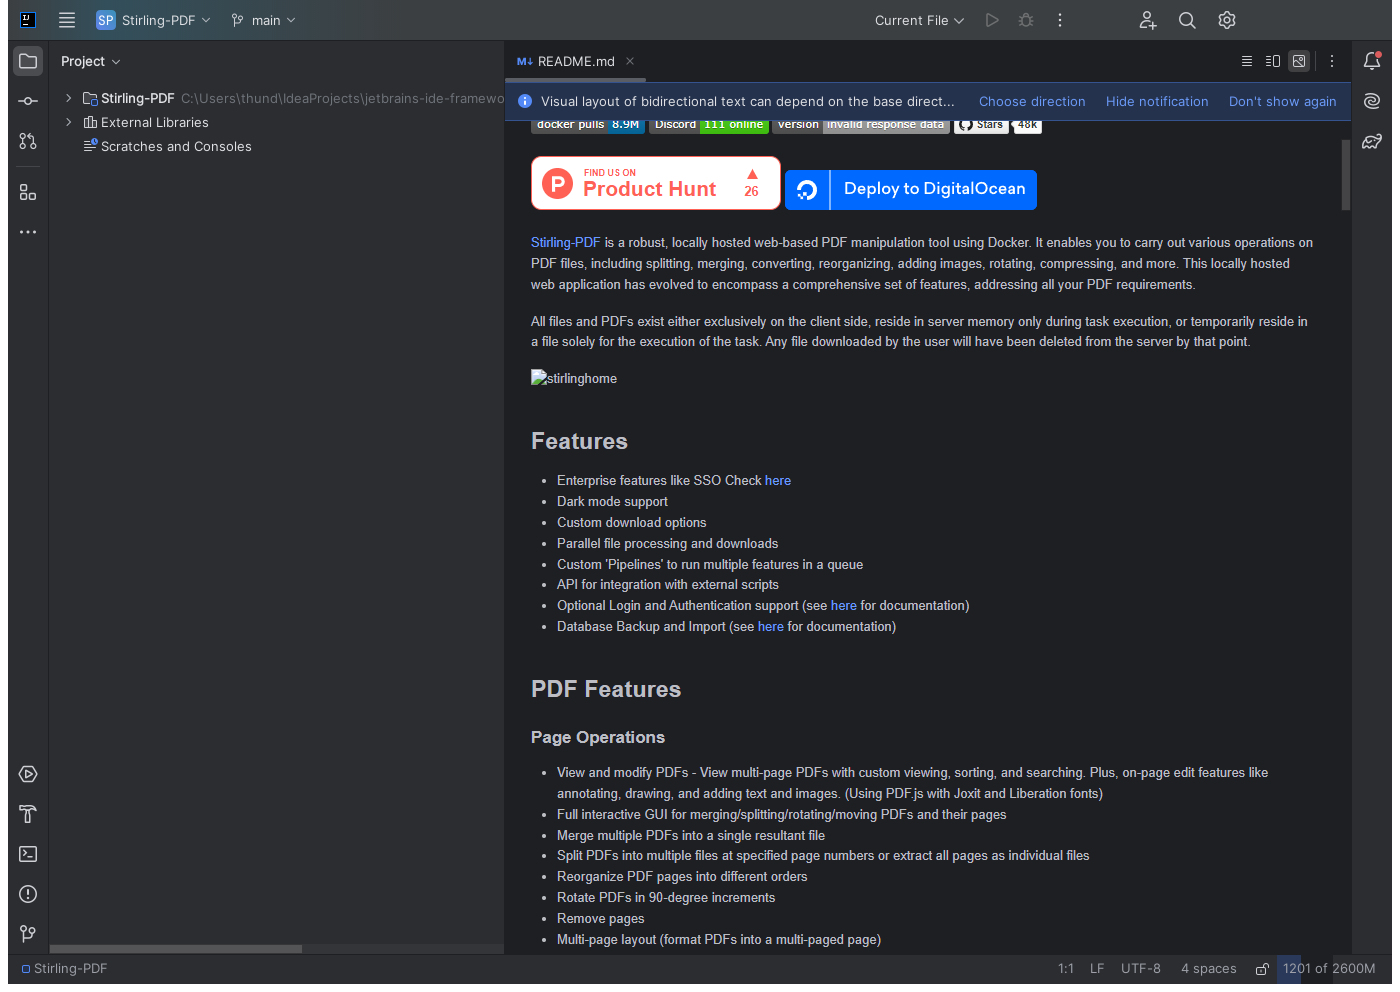 SP Stirling-PDF main Current File
Project
Stirling-PDF C:\Users\thund\IdeaProjects\jetbrains-ide-framewo
External Libraries
Scratches and Consoles
M↓ README.md
Visual layout of bidirectional text can depend on the base direct... Choose direction Hide notification Don't show again
docker pulls 8.9M Discord 111 online version invalid response data Stars 48k
FIND US ON
Product Hunt
26
Deploy to DigitalOcean
Stirling-PDF is a robust, locally hosted web-based PDF manipulation tool using Docker. It enables you to carry out various operations on
PDF files, including splitting, merging, converting, reorganizing, adding images, rotating, compressing, and more. This locally hosted
web application has evolved to encompass a comprehensive set of features, addressing all your PDF requirements.
All files and PDFs exist either exclusively on the client side, reside in server memory only during task execution, or temporarily reside in
a file solely for the execution of the task. Any file downloaded by the user will have been deleted from the server by that point.
stirlinghome
Features
• Enterprise features like SSO Check here
• Dark mode support
• Custom download options
• Parallel file processing and downloads
• Custom 'Pipelines' to run multiple features in a queue
• API for integration with external scripts
• Optional Login and Authentication support (see here for documentation)
• Database Backup and Import (see here for documentation)
PDF Features
Page Operations
• View and modify PDFs - View multi-page PDFs with custom viewing, sorting, and searching. Plus, on-page edit features like
annotating, drawing, and adding text and images. (Using PDF.js with Joxit and Liberation fonts)
• Full interactive GUI for merging/splitting/rotating/moving PDFs and their pages
• Merge multiple PDFs into a single resultant file
• Split PDFs into multiple files at specified page numbers or extract all pages as individual files
• Reorganize PDF pages into different orders
• Rotate PDFs in 90-degree increments
• Remove pages
• Multi-page layout (format PDFs into a multi-paged page)
Stirling-PDF 1:1 LF UTF-8 4 spaces 1201 of 2600M